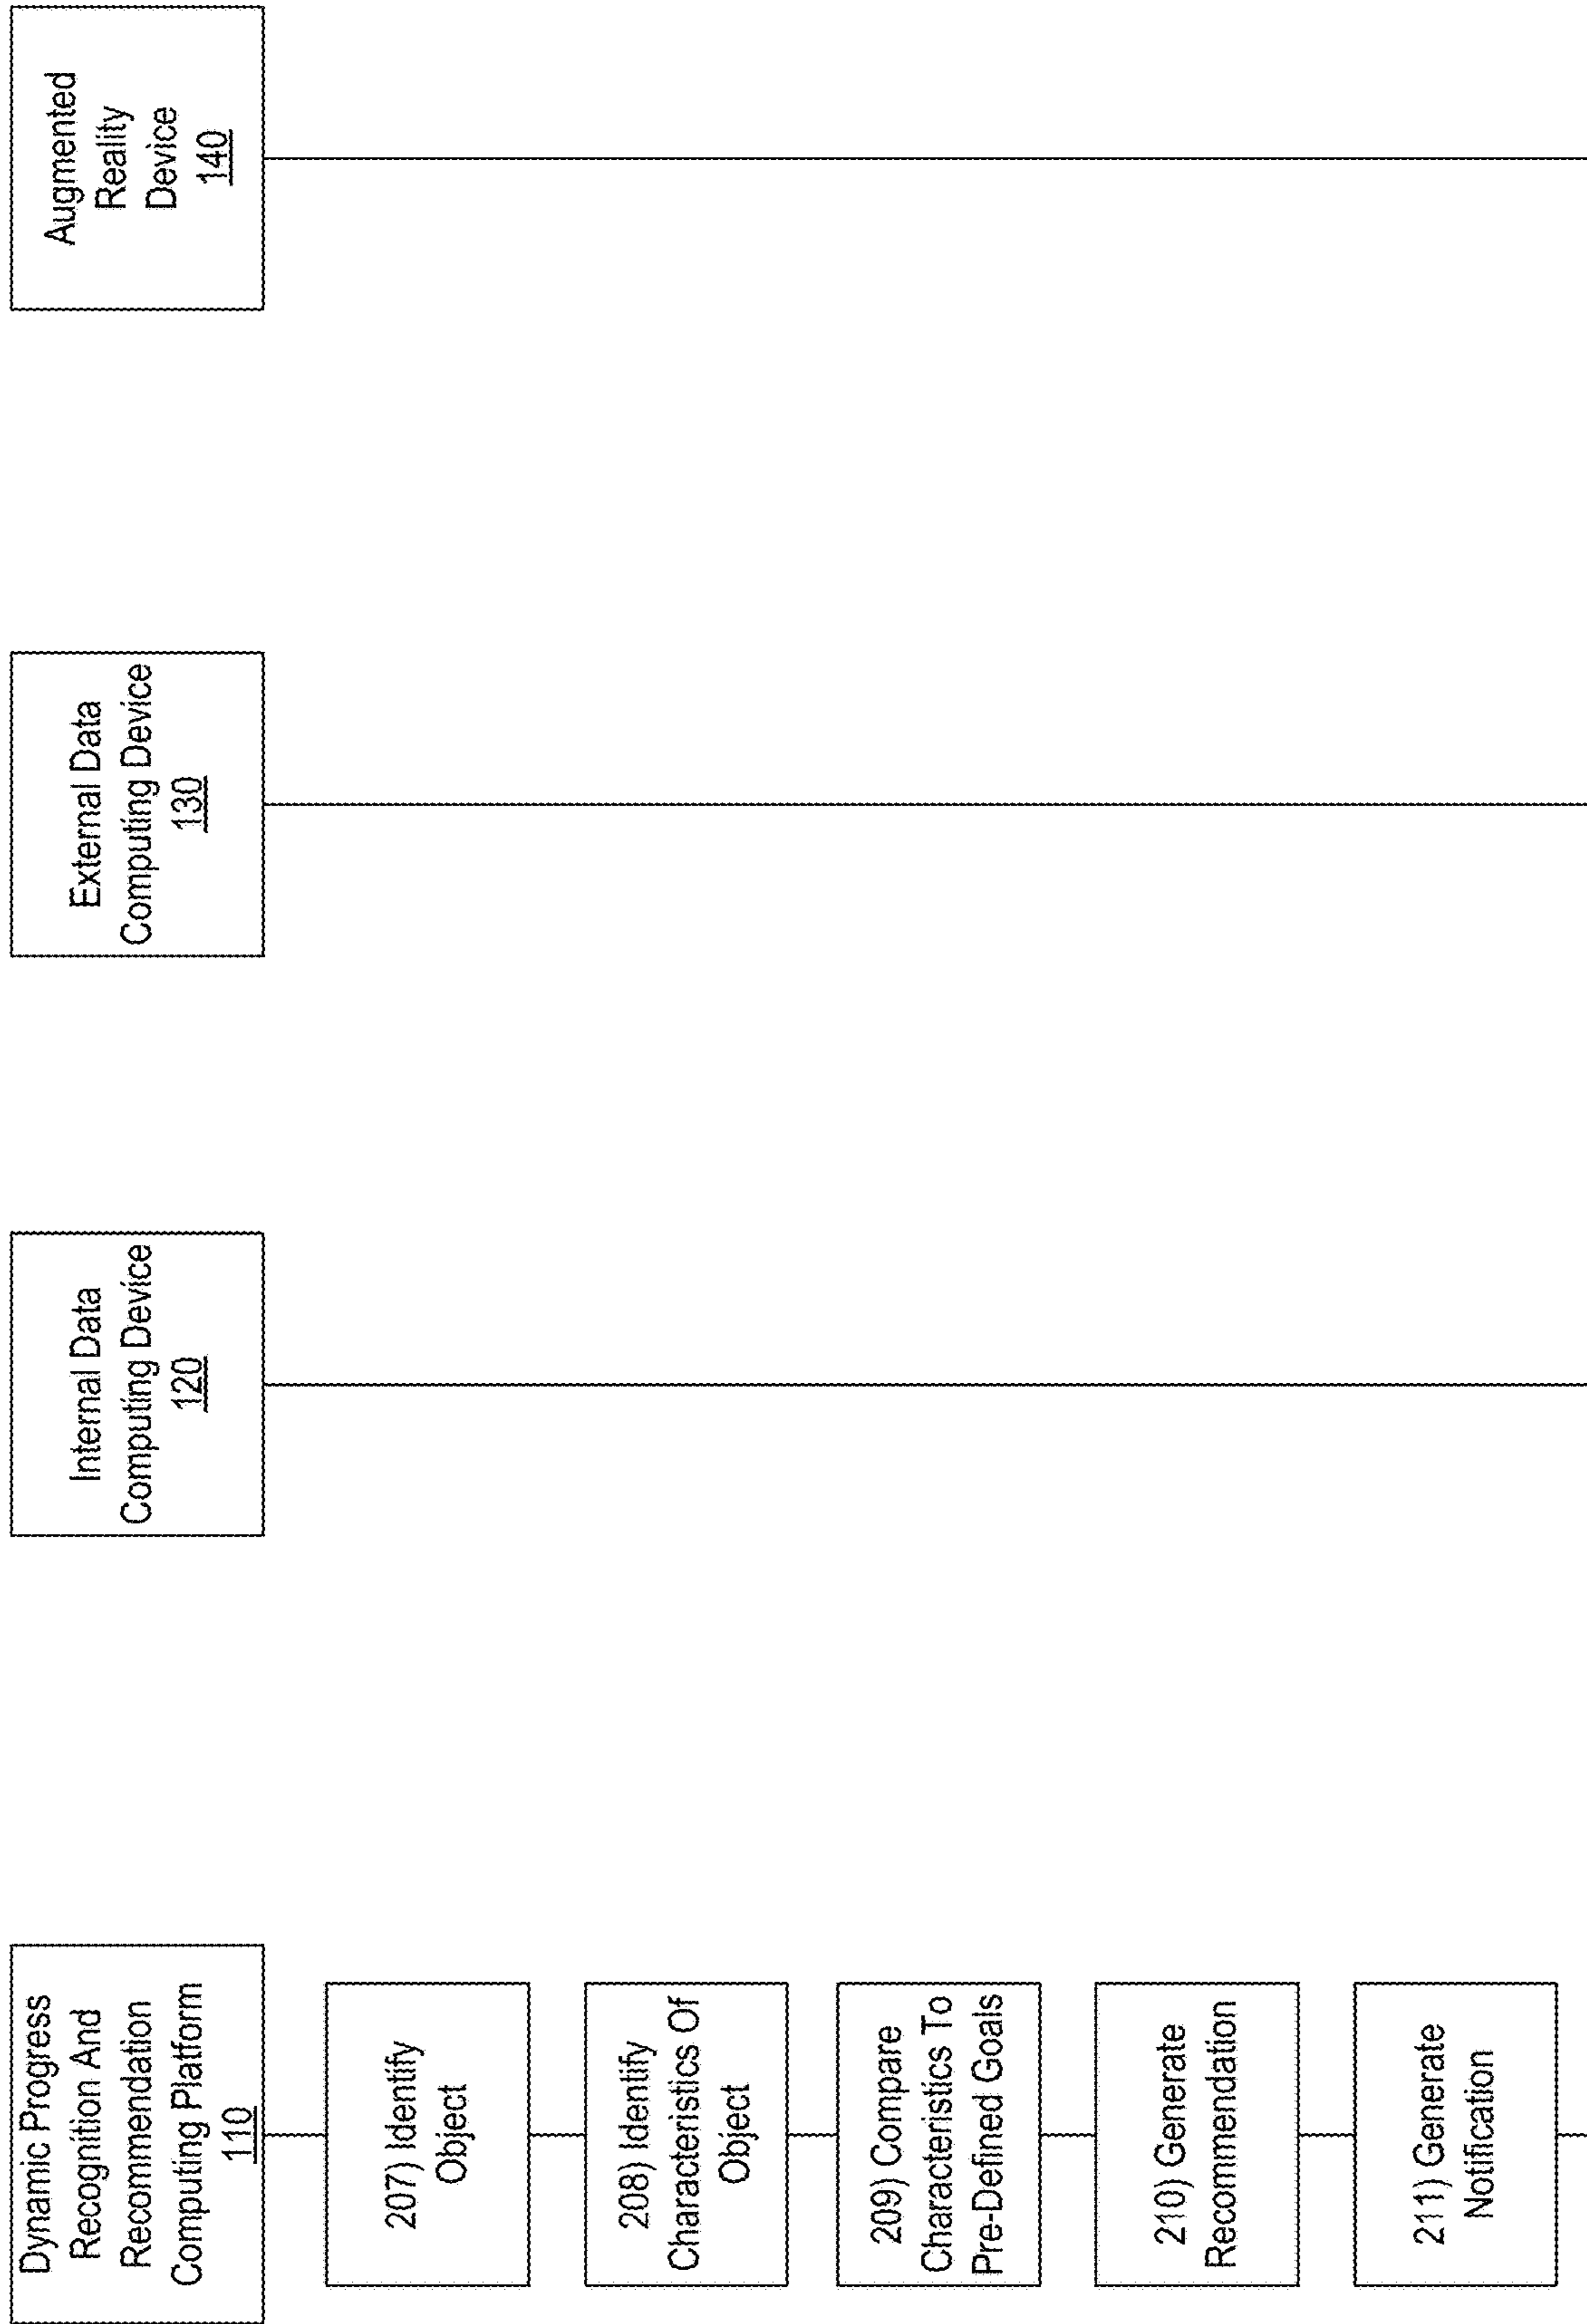 Dynamic Progress
Recognition And
Recommendation
Computing Platform
110
Internal Data
Computing Device
120
External Data
Computing Device
130
Augmented
Reality
Device
140
207) Identify
Object
208) Identify
Characteristics Of
Object
209) Compare
Characteristics To
Pre-Defined Goals
210) Generate
Recommendation
211) Generate
Notification